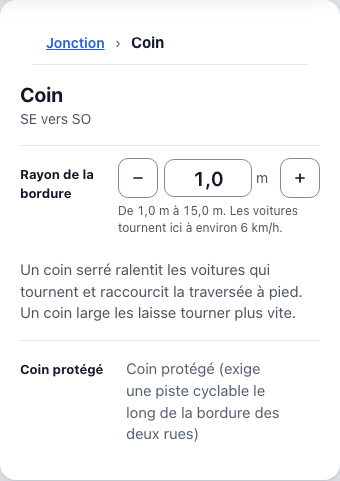 Jonction › Coin
Coin
SE vers SO
Rayon de la
bordure
− 1,0 m +
De 1,0 m à 15,0 m. Les voitures
tournent ici à environ 6 km/h.
Un coin serré ralentit les voitures qui
tournent et raccourcit la traversée à pied.
Un coin large les laisse tourner plus vite.
Coin protégé
Coin protégé (exige
une piste cyclable le
long de la bordure des
deux rues)